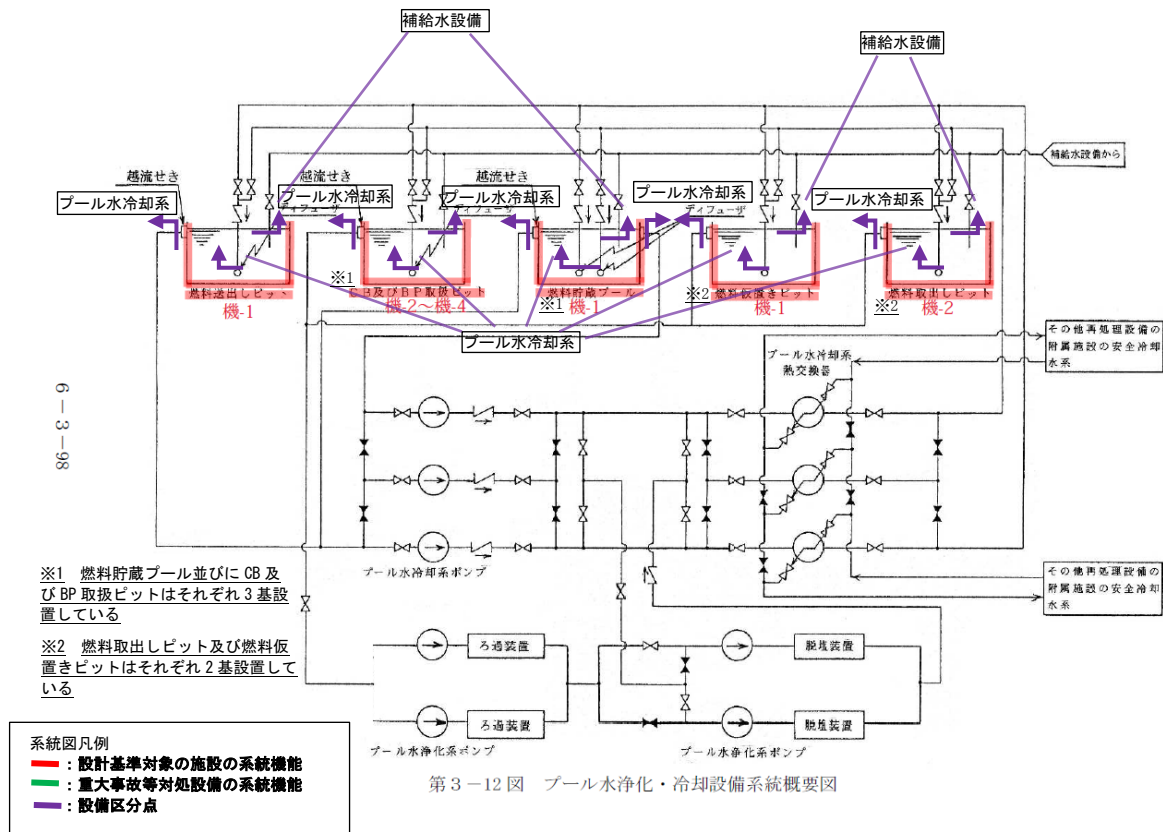 補給水設備
補給水設備
補給水設備から
越流せき
越流せき
越流せき
プール水冷却系
プール水冷却系
プール水冷却系
プール水冷却系
プール水冷却系
ディフューザ
ディフューザ
燃料送出しピット
機-1
※1
CB及びBP取扱ピット
機-2～機-4
※1
燃料貯蔵プール
機-1
※2
燃料仮置きピット
機-1
※2
燃料取出しピット
機-2
プール水冷却系
プール水冷却系
熱交換器
その他再処理設備の
附属施設の安全冷却
水系
6－3－98
プール水冷却系ポンプ
その他再処理設備の
附属施設の安全冷却
水系
※1 燃料貯蔵プール並びに CB 及
び BP 取扱ピットはそれぞれ 3 基設
置している
※2 燃料取出しピット及び燃料仮
置きピットはそれぞれ 2 基設置して
いる
ろ過装置
脱塩装置
ろ過装置
脱塩装置
プール水浄化系ポンプ
プール水浄化系ポンプ
系統図凡例
：設計基準対象の施設の系統機能
：重大事故等対処設備の系統機能
：設備区分点
第３－12図 プール水浄化・冷却設備系統概要図